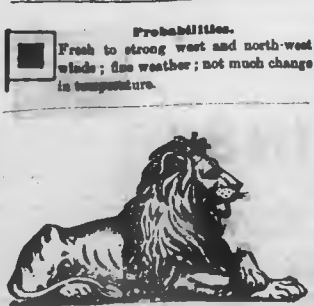 Probabilities.
Fresh to strong west and north-west
winds ; fine weather ; not much change
in temperature.